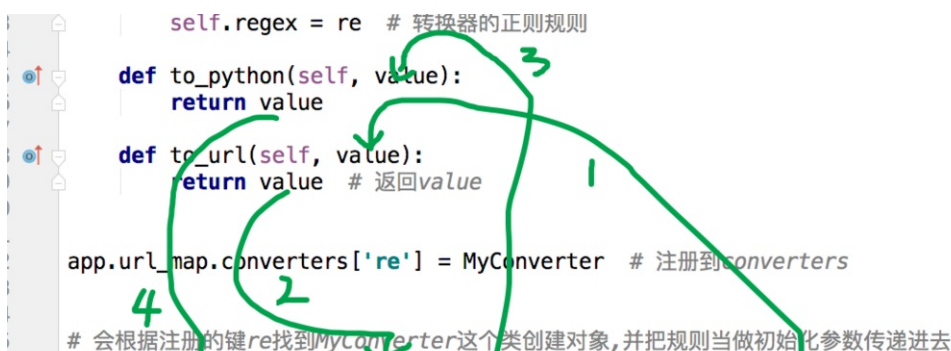 self.regex = re # 转换器的正则规则
def to_python(self, value):
return value
def to_url(self, value):
return value # 返回value
app.url_map.converters['re'] = MyConverter # 注册到converters
# 会根据注册的键re找到MyConverter这个类创建对象,并把规则当做初始化参数传递进去
3
1
2
4